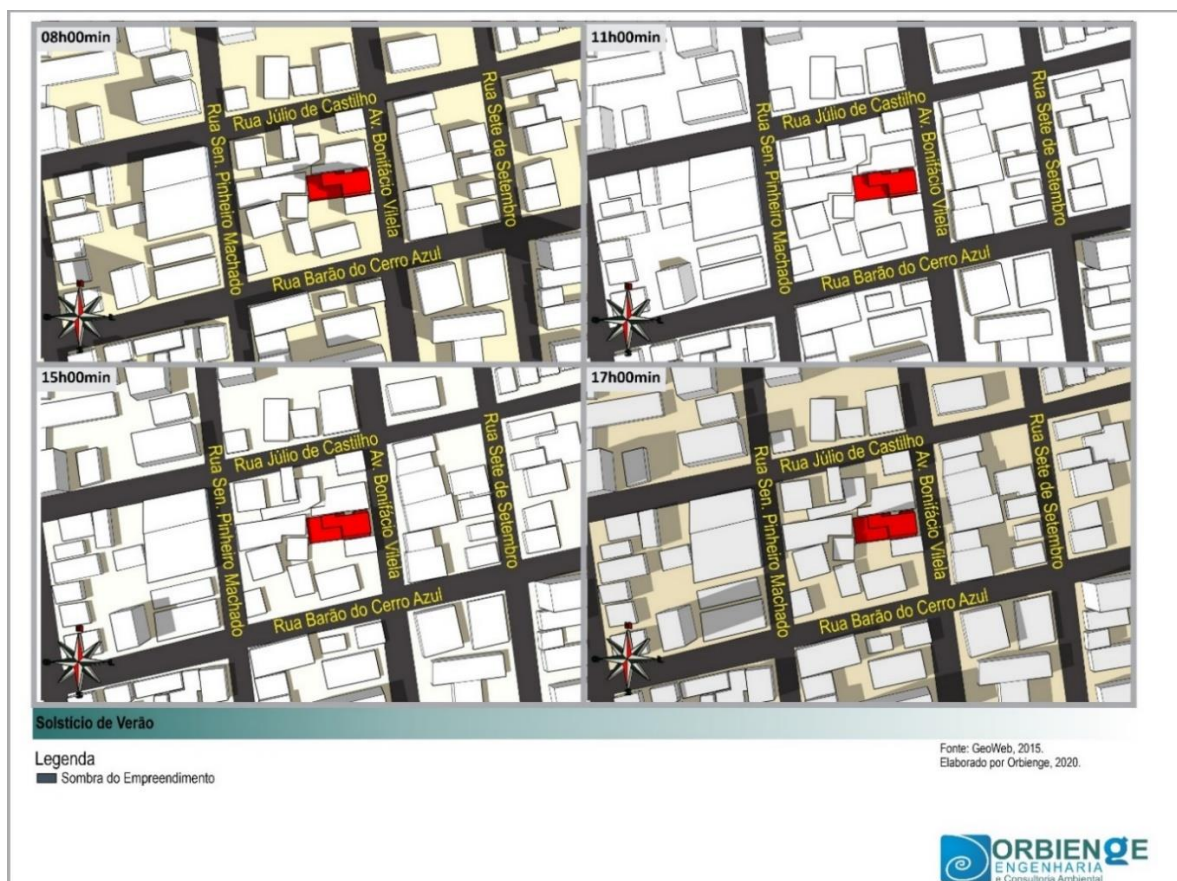 08h00min
Rua Júlio de Castilho
Rua Sen. Pinheiro Machado
Av. Bonifácio Vilela
Rua Sete de Setembro
Rua Barão do Cerro Azul
11h00min
Rua Júlio de Castilho
Rua Sen. Pinheiro Machado
Av. Bonifácio Vilela
Rua Sete de Setembro
Rua Barão do Cerro Azul
15h00min
Rua Júlio de Castilho
Rua Sen. Pinheiro Machado
Av. Bonifácio Vilela
Rua Sete de Setembro
Rua Barão do Cerro Azul
17h00min
Rua Júlio de Castilho
Rua Sen. Pinheiro Machado
Av. Bonifácio Vilela
Rua Sete de Setembro
Rua Barão do Cerro Azul
Solstício de Verão
Legenda
Sombra do Empreendimento
Fonte: GeoWeb, 2015.
Elaborado por Orbienge, 2020.
ORBIENGE
ENGENHARIA
e Consultoria Ambiental